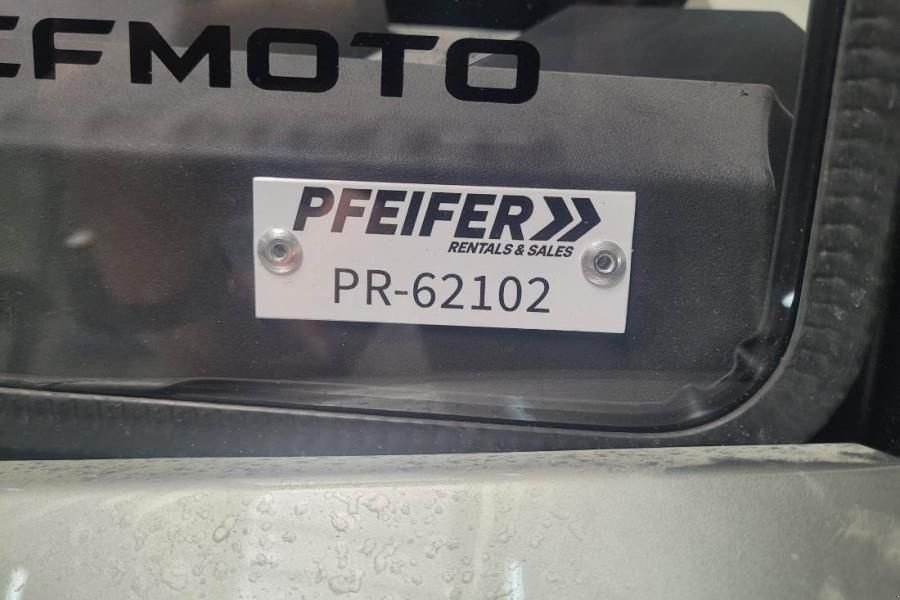 CFMOTO
PFEIFER
RENTALS & SALES
PR-62102